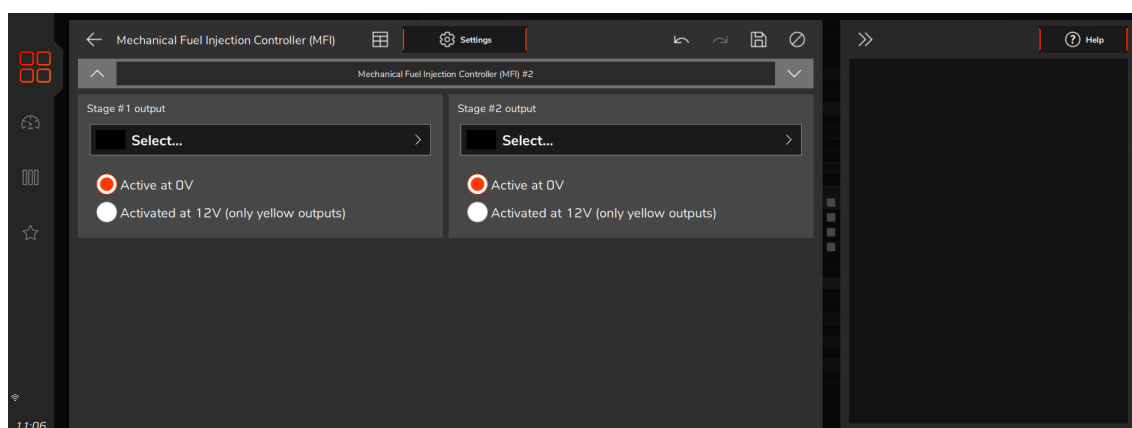 Mechanical Fuel Injection Controller (MFI)
Settings
Help
Mechanical Fuel Injection Controller (MFI) #2
Stage #1 output
Stage #2 output
Select...
Select...
Active at 0V
Active at 0V
Activated at 12V (only yellow outputs)
Activated at 12V (only yellow outputs)
11:06